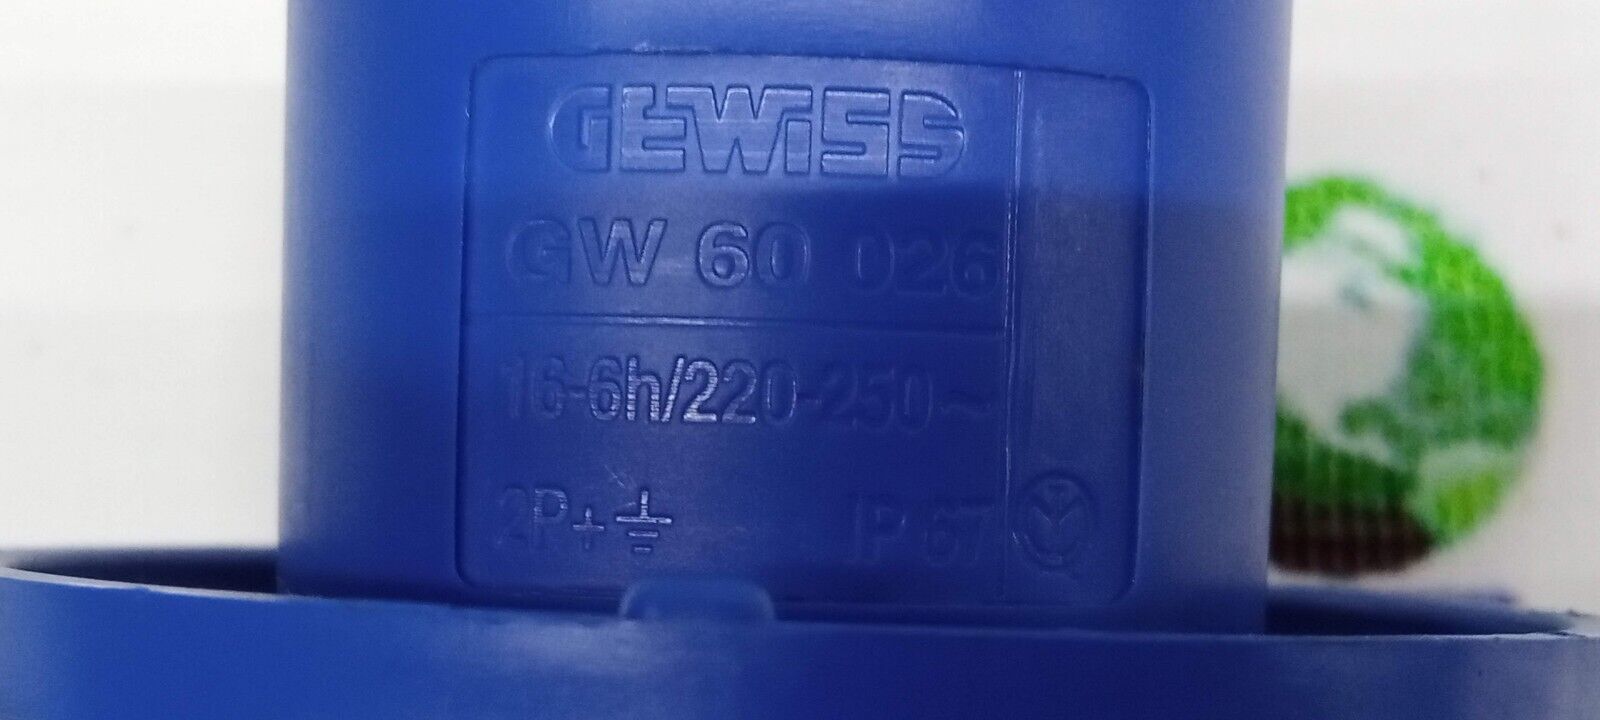 GEWiSS
GW 60 026
16-6h/220-250~
2P+⏚ IP 67